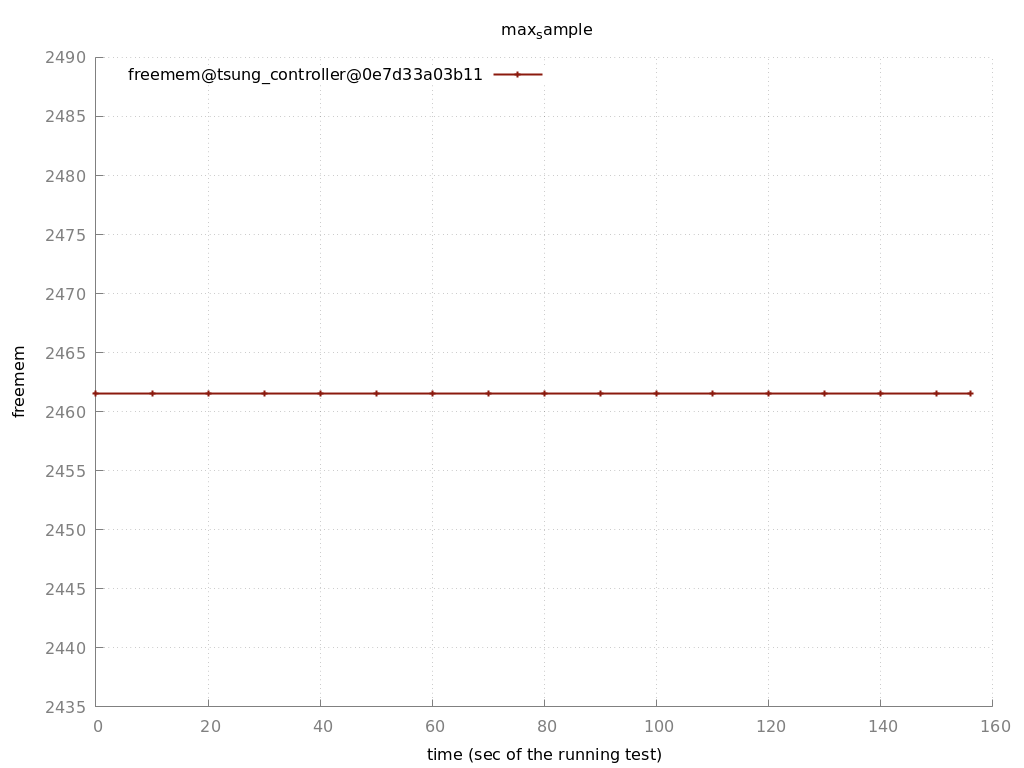 max_sample
freemem@tsung_controller@0e7d33a03b11
2490
2485
2480
2475
2470
2465
2460
2455
2450
2445
2440
2435
freemem
0 20 40 60 80 100 120 140 160
time (sec of the running test)